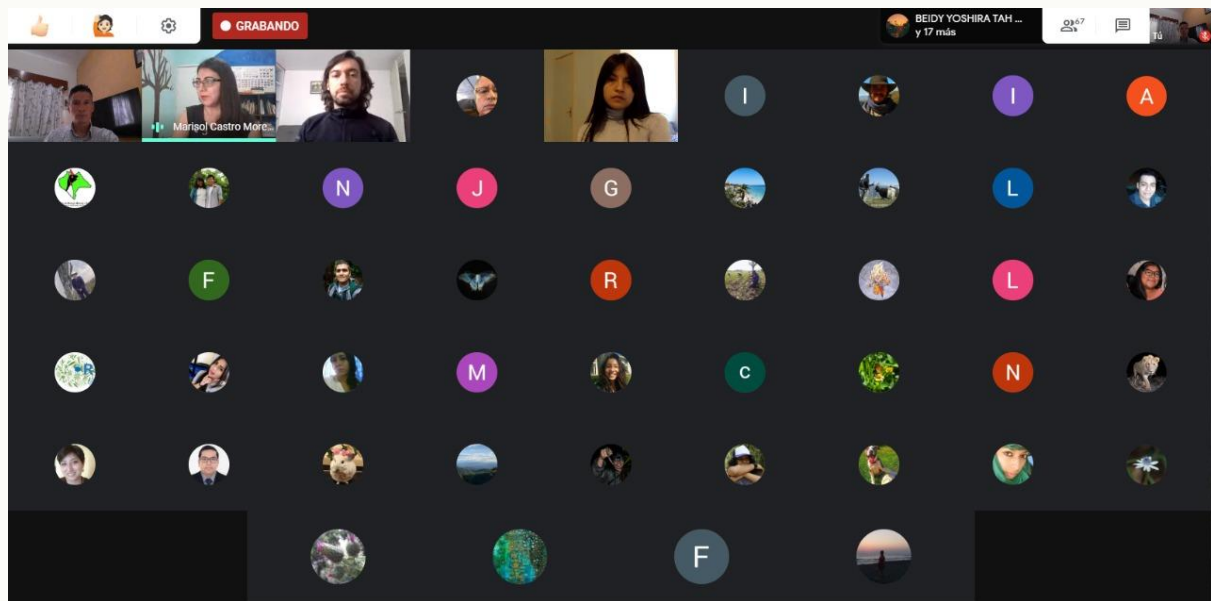 GRABANDO
BEIDY YOSHIRA TAH ...
y 17 más
67
Tú
Marisol Castro More...
I
I
A
N
J
G
L
F
R
L
R
M
c
N
F